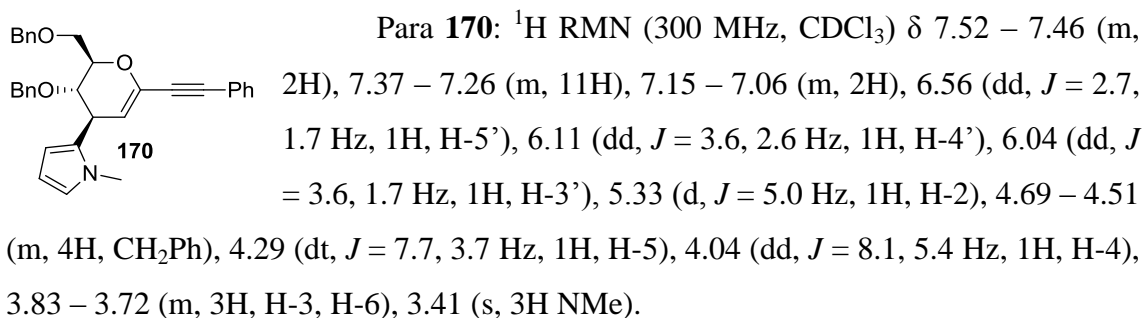 BnO
BnO
O
Ph
N
170
Para 170: ¹H RMN (300 MHz, CDCl₃) δ 7.52 – 7.46 (m,
2H), 7.37 – 7.26 (m, 11H), 7.15 – 7.06 (m, 2H), 6.56 (dd, J = 2.7,
1.7 Hz, 1H, H-5’), 6.11 (dd, J = 3.6, 2.6 Hz, 1H, H-4’), 6.04 (dd, J
= 3.6, 1.7 Hz, 1H, H-3’), 5.33 (d, J = 5.0 Hz, 1H, H-2), 4.69 – 4.51
(m, 4H, CH₂Ph), 4.29 (dt, J = 7.7, 3.7 Hz, 1H, H-5), 4.04 (dd, J = 8.1, 5.4 Hz, 1H, H-4),
3.83 – 3.72 (m, 3H, H-3, H-6), 3.41 (s, 3H NMe).